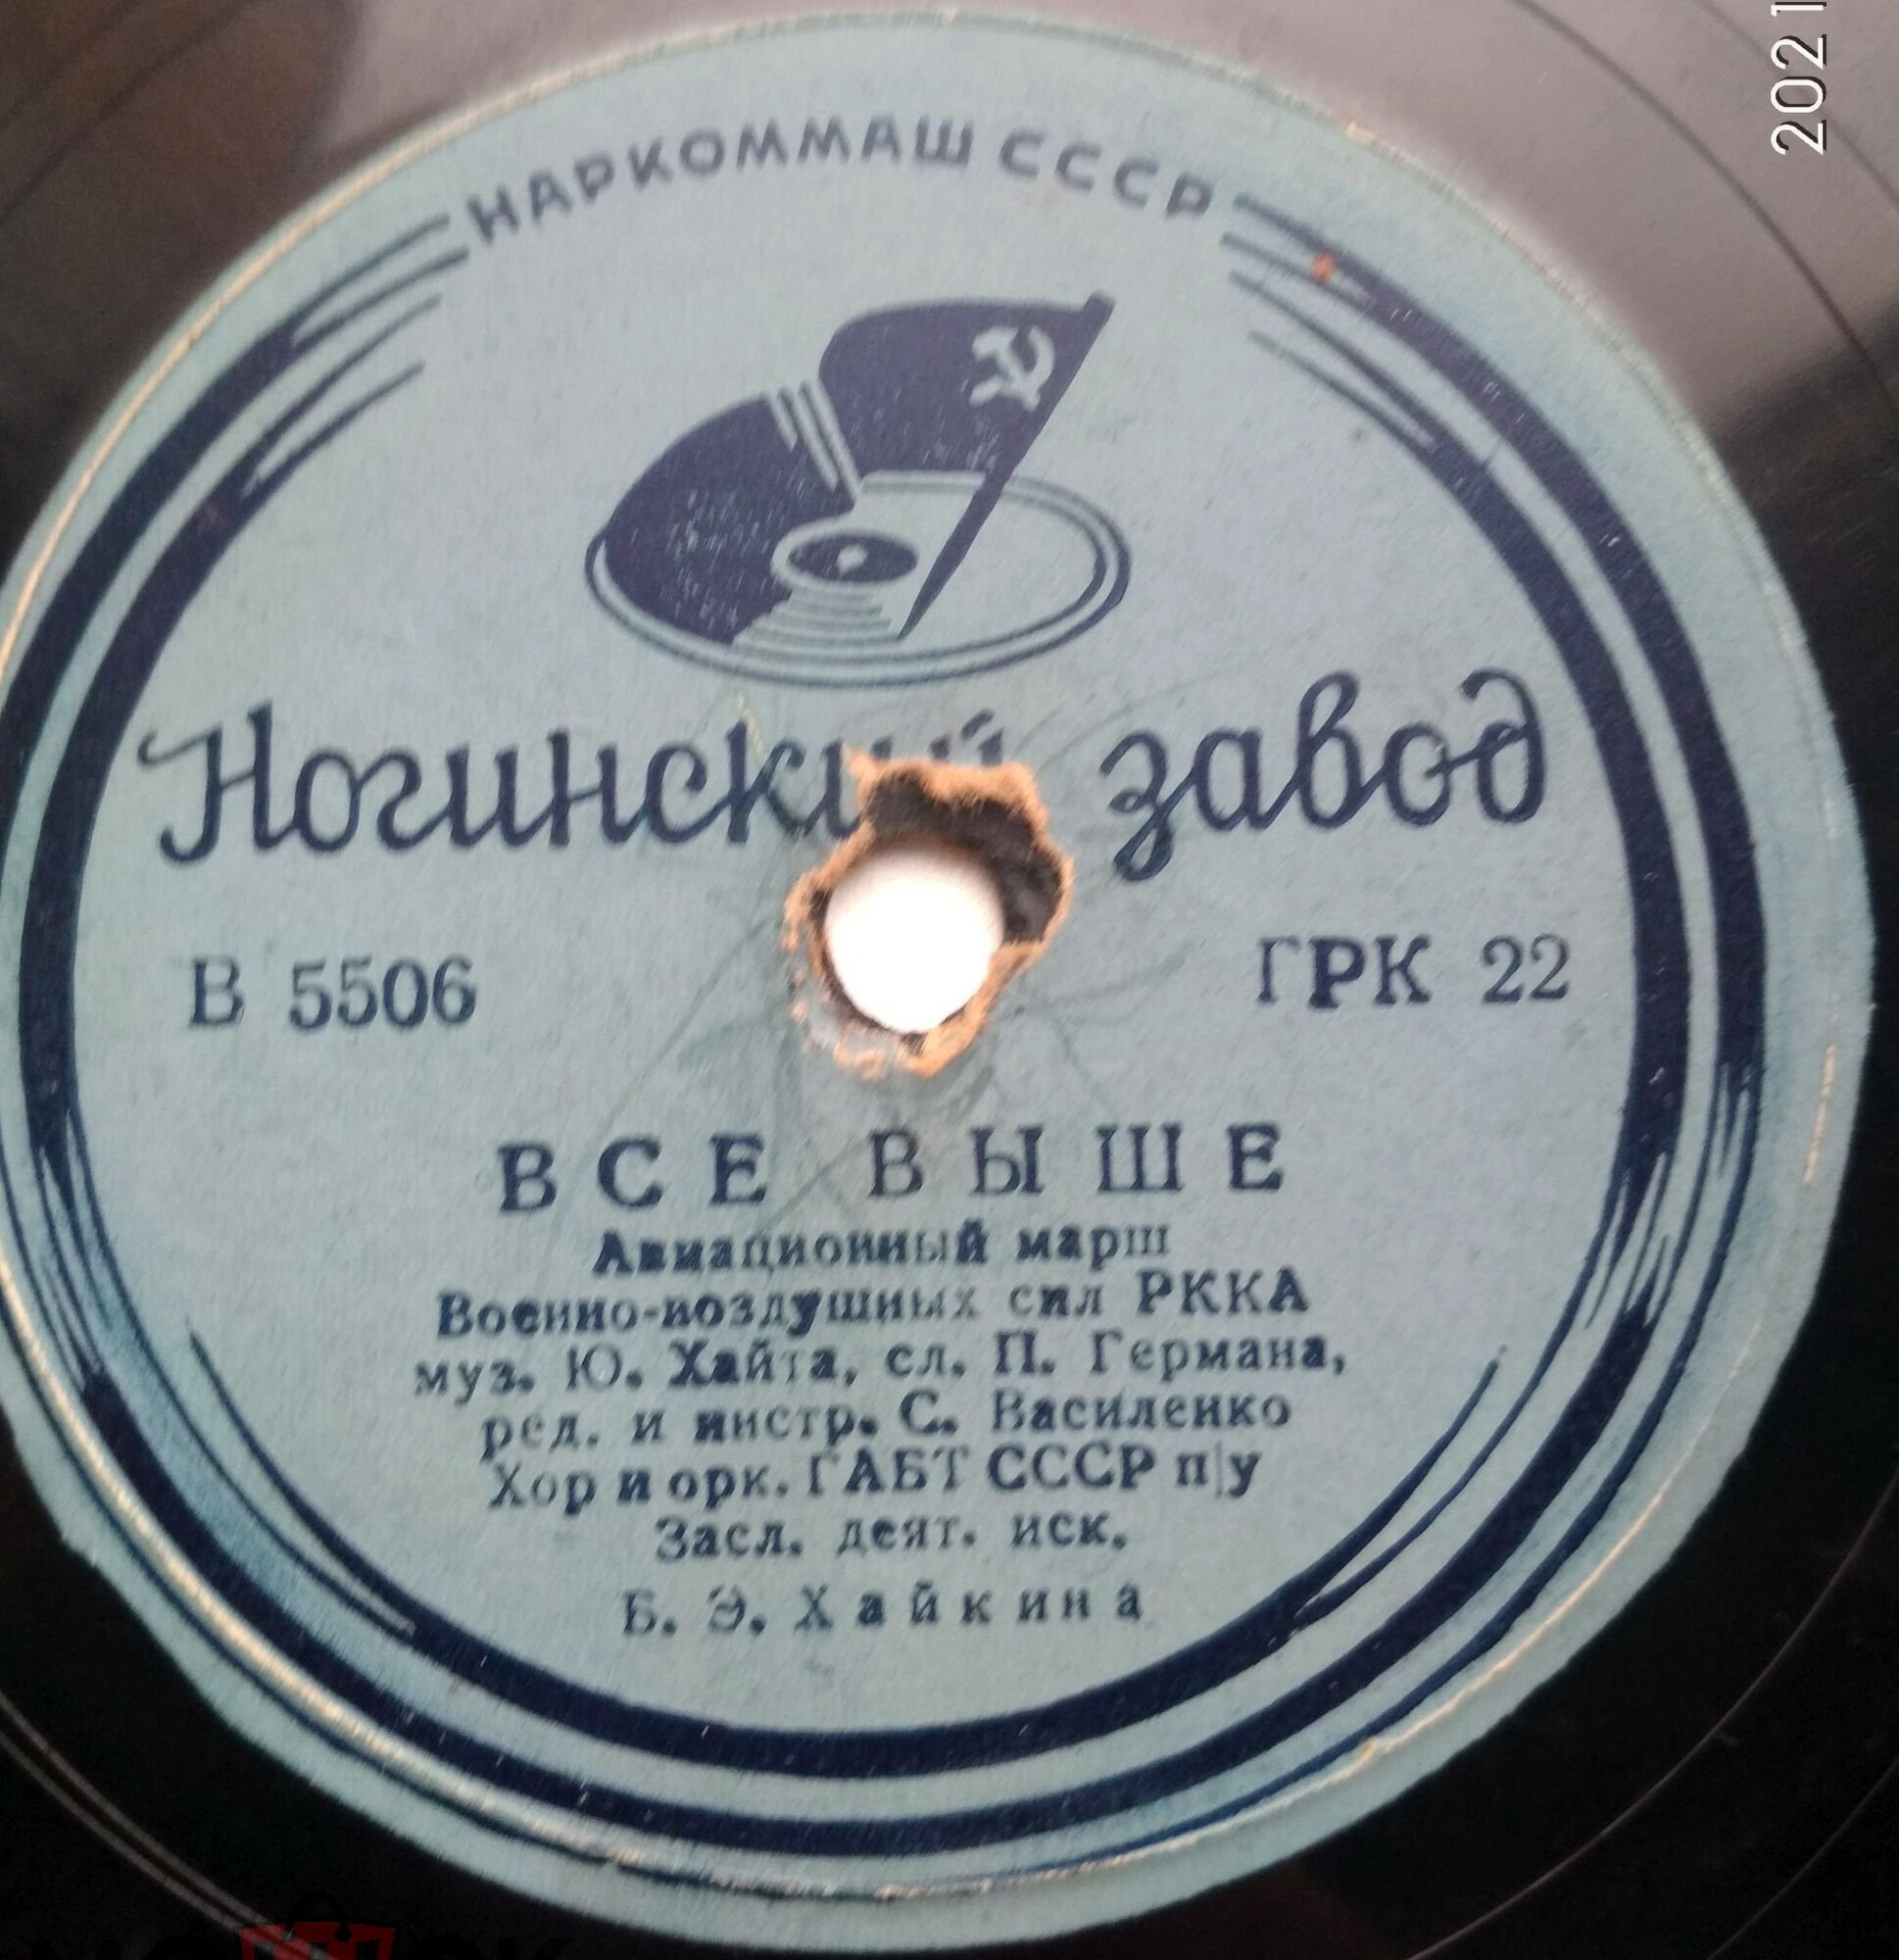 2021
НАРКОММАШ СССР
Ногинский завод
В 5506
ГРК 22
ВСЕ ВЫШЕ
Авиационный марш
Военно-воздушных сил РККА
муз. Ю. Хайта, сл. П. Германа,
ред. и инстр. С. Василенко
Хор и орк. ГАБТ СССР п/у
Засл. деят. иск.
Б. Э. Хайкина